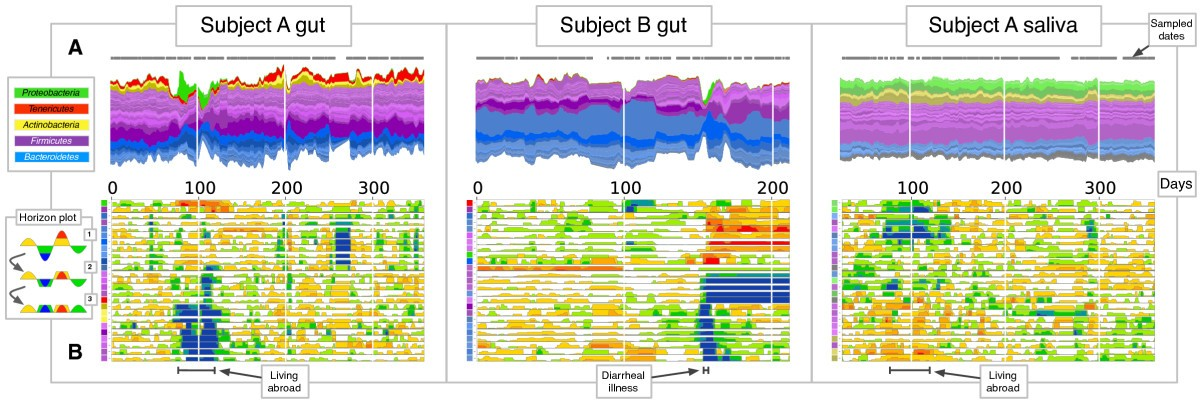 Subject A gut
Subject B gut
Subject A saliva
Sampled
dates
A
Proteobacteria
Tenericutes
Actinobacteria
Firmicutes
Bacteroidetes
0 100 200 300
0 100 200
0 100 200 300
Days
Horizon plot
1
2
3
B
Living
abroad
Diarrheal
illness
Living
abroad